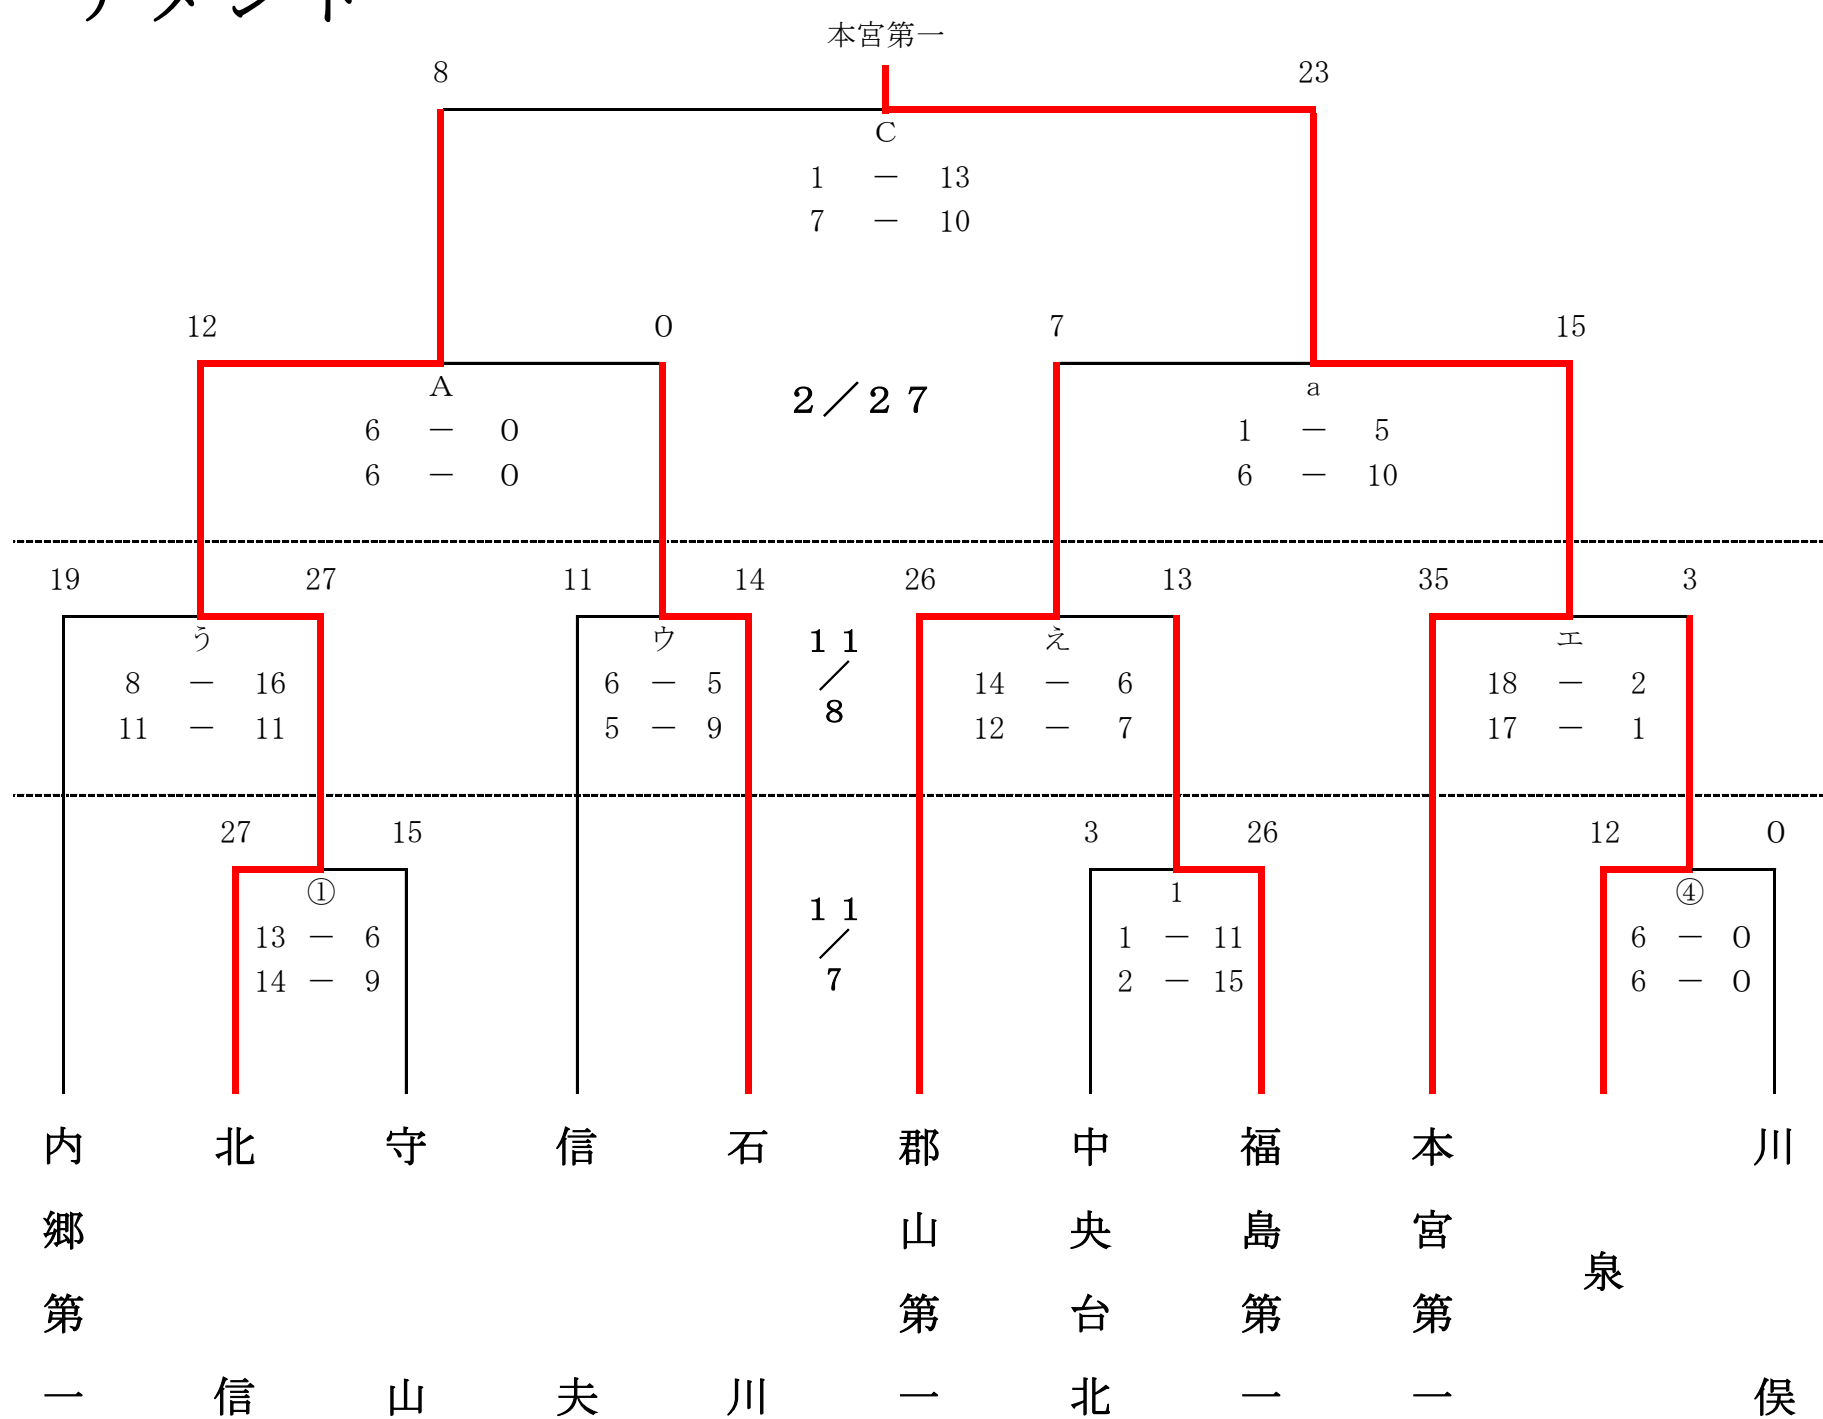 ナメント
本宮第一
8 23
C
1 － 13
7 － 10
12 0 7 15
A a
2／27
6 － 0 1 － 5
6 － 0 6 － 10
19 27 11 14 26 13 35 3
う ウ え エ
11／8
8 － 16 6 － 5 14 － 6 18 － 2
11 － 11 5 － 9 12 － 7 17 － 1
27 15 3 26 12 0
① 1 ④
11／7
13 － 6 1 － 11 6 － 0
14 － 9 2 － 15 6 － 0
内郷第一
北信
守山
信夫
石川
郡山第一
中央台北
福島第一
本宮第一
泉
川俣